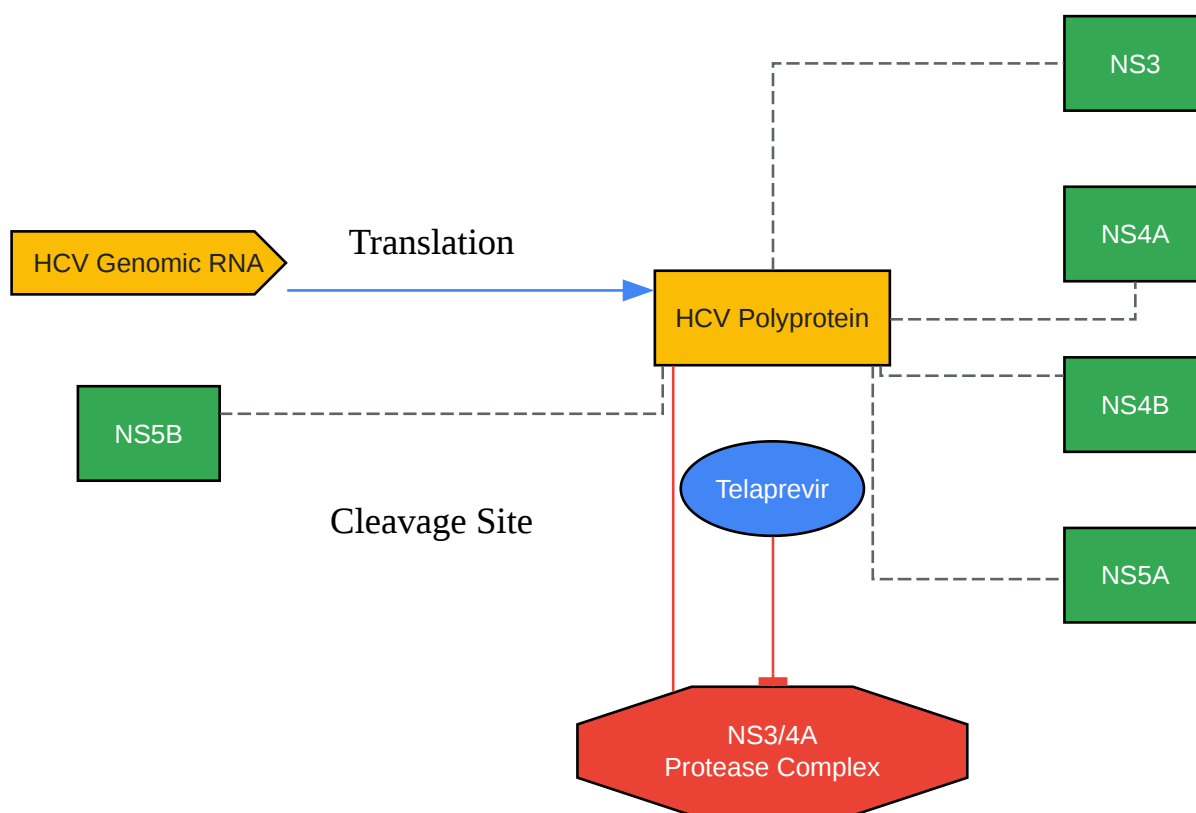 NS3
NS4A
Translation
HCV Genomic RNA
HCV Polyprotein
NS4B
NS5B
Telaprevir
Cleavage Site
NS5A
NS3/4A
Protease Complex